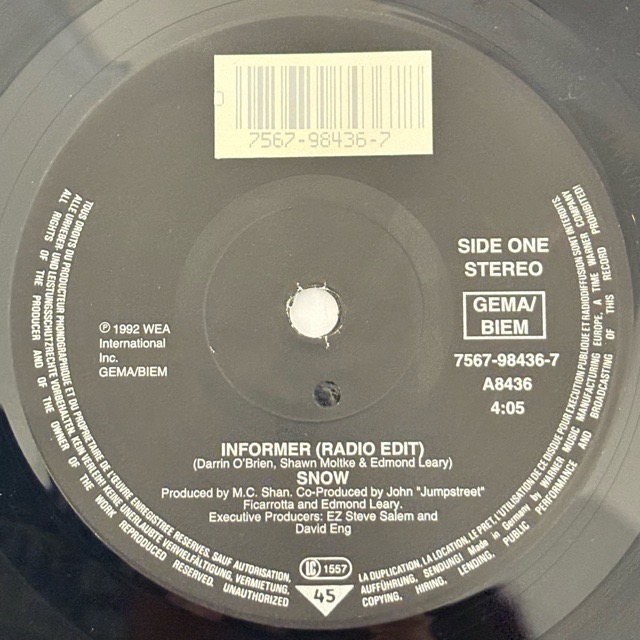 7567-98436-7
SIDE ONE
STEREO
GEMA/
BIEM
7567-98436-7
A8436
4:05
℗ 1992 WEA
International
Inc.
GEMA/BIEM
INFORMER (RADIO EDIT)
(Darrin O'Brien, Shawn Moltke & Edmond Leary)
SNOW
Produced by M.C. Shan. Co-Produced by John "Jumpstreet"
Ficarrotta and Edmond Leary.
Executive Producers: EZ Steve Salem and
David Eng
LC 1557
45
TOUS DROITS DU PRODUCTEUR PHONOGRAPHIQUE ET DU PROPRIETAIRE DE L'ŒUVRE ENREGISTREE RESERVES. SAUF AUTORISATION, LA DUPLICATION, LA LOCATION, LE PRET, L'UTILISATION DE CE DISQUE POUR EXECUTION PUBLIQUE ET RADIODIFFUSION SONT INTERDITS
ALLE URHEBER UND LEISTUNGSSCHUTZRECHTE VORBEHALTEN. KEIN VERLEIH! KEINE UNERLAUBTE VERVIELFÄLTIGUNG, VERMIETUNG, AUFFÜHRUNG, SENDUNG! Made in Germany by WARNER MUSIC MANUFACTURING EUROPE, A TIME WARNER COMPANY
ALL RIGHTS OF THE PRODUCER AND OF THE OWNER OF THE WORK REPRODUCED RESERVED. UNAUTHORIZED COPYING, HIRING, LENDING, PUBLIC PERFORMANCE AND BROADCASTING OF THIS RECORD PROHIBITED!